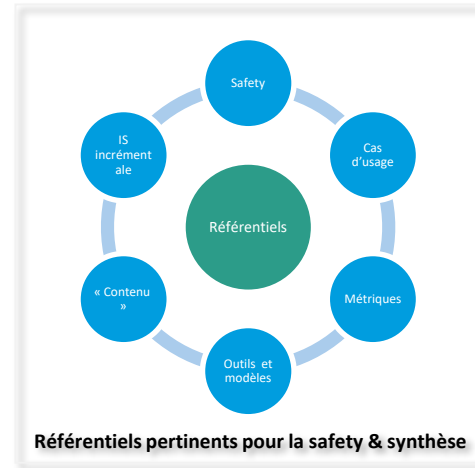 Safety
Cas
d'usage
Métriques
Outils et
modèles
« Contenu
»
IS
incrément
ale
Référentiels
Référentiels pertinents pour la safety & synthèse